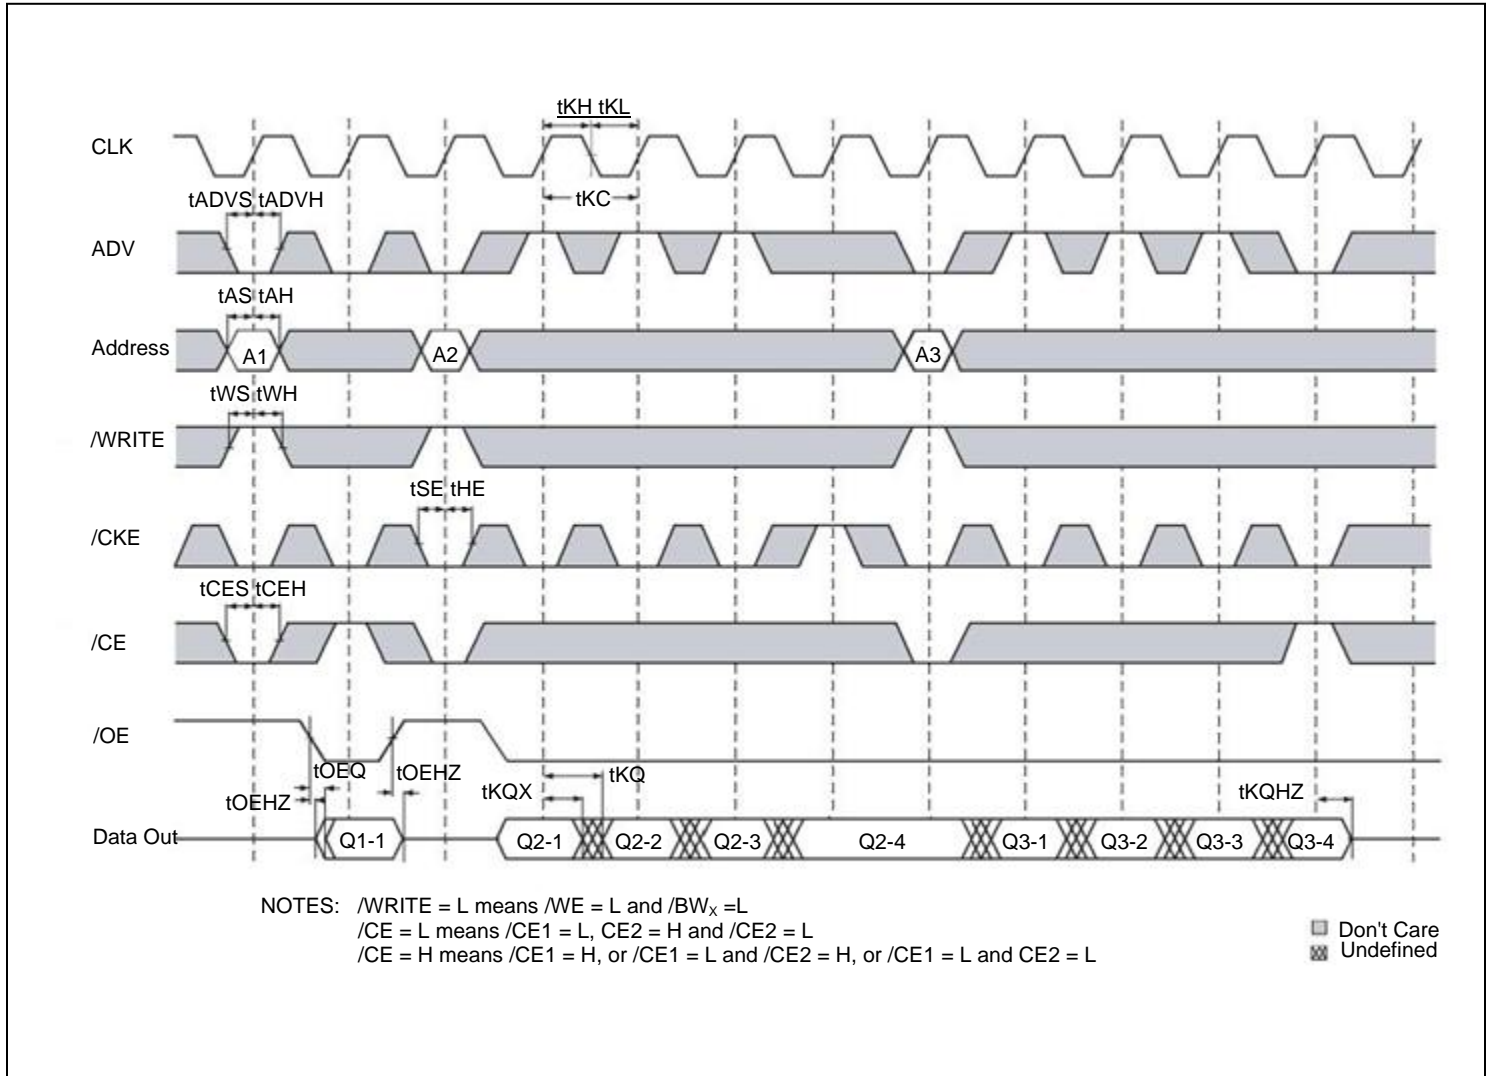 tKH tKL
CLK
tKC
tADVS tADVH
ADV
tAS tAH
Address
A1
A2
A3
tWS tWH
/WRITE
tSE tHE
/CKE
tCES tCEH
/CE
/OE
tOEQ
tOEHZ
tKQ
tOEHZ
tKQX
tKQHZ
Data Out
Q1-1
Q2-1
Q2-2
Q2-3
Q2-4
Q3-1
Q3-2
Q3-3
Q3-4
NOTES: /WRITE = L means /WE = L and /BWX =L
/CE = L means /CE1 = L, CE2 = H and /CE2 = L
/CE = H means /CE1 = H, or /CE1 = L and /CE2 = H, or /CE1 = L and CE2 = L
Don't Care
Undefined